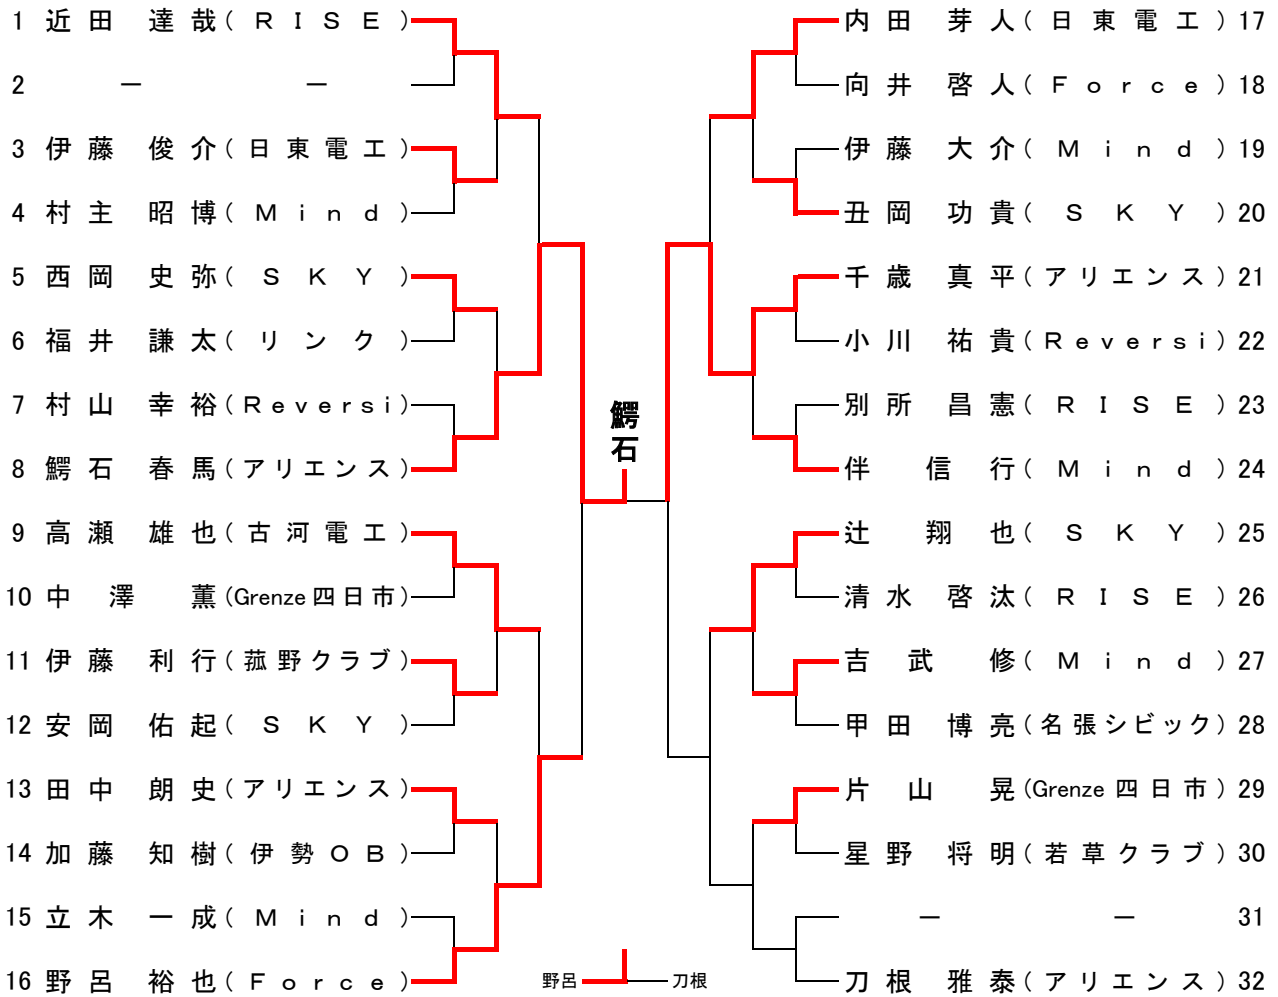 1 近田 達哉(RISE)
2 ― ―
3 伊藤 俊介(日東電工)
4 村主 昭博(Mind)
5 西岡 史弥(SKY)
6 福井 謙太(リンク)
7 村山 幸裕(Reversi)
8 鰐石 春馬(アリエンス)
9 高瀬 雄也(古河電工)
10 中澤 薫(Grenze四日市)
11 伊藤 利行(菰野クラブ)
12 安岡 佑起(SKY)
13 田中 朗史(アリエンス)
14 加藤 知樹(伊勢OB)
15 立木 一成(Mind)
16 野呂 裕也(Force)
鰐石
野呂 刀根
内田 芽人(日東電工)17
向井 啓人(Force)18
伊藤 大介(Mind)19
丑岡 功貴(SKY)20
千歳 真平(アリエンス)21
小川 祐貴(Reversi)22
別所 昌憲(RISE)23
伴 信行(Mind)24
辻 翔也(SKY)25
清水 啓汰(RISE)26
吉武 修(Mind)27
甲田 博亮(名張シビック)28
片山 晃(Grenze四日市)29
星野 将明(若草クラブ)30
― ― 31
刀根 雅泰(アリエンス)32